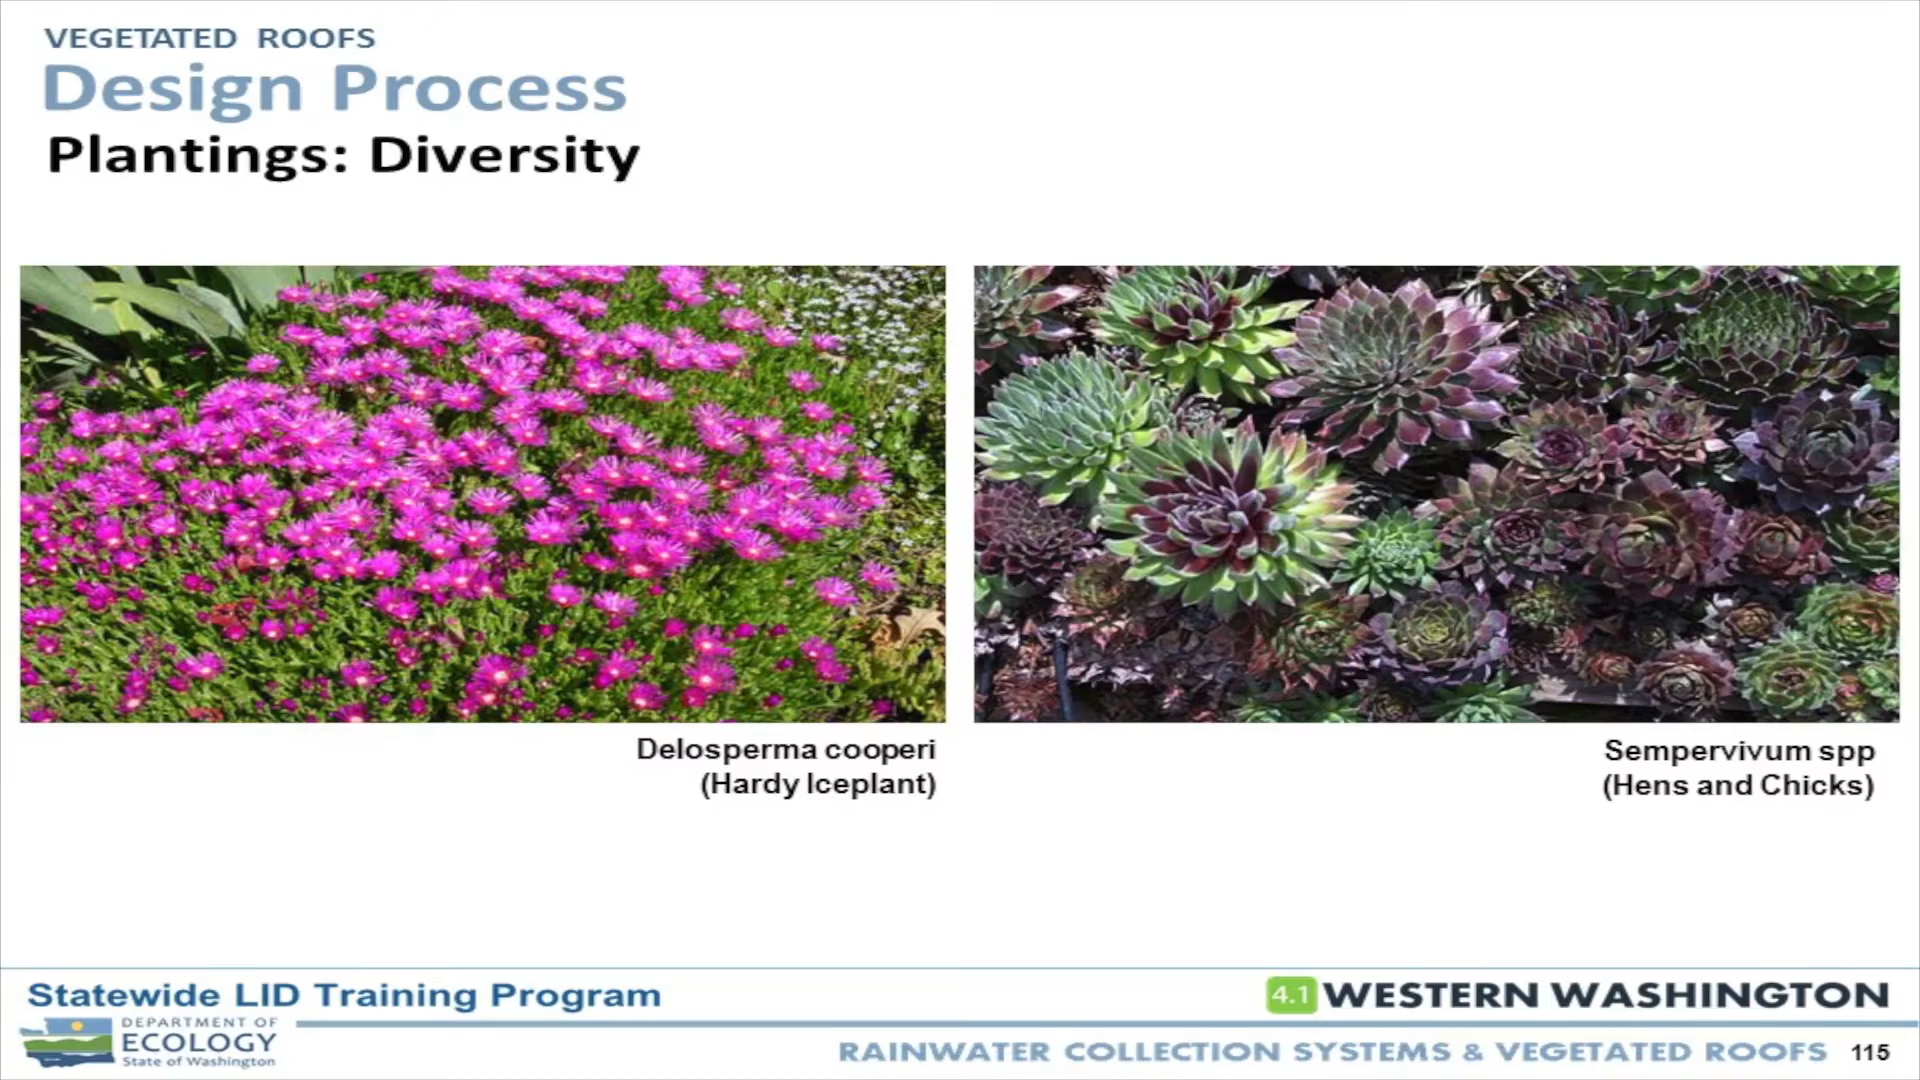 VEGETATED ROOFS
Design Process
Plantings: Diversity
Delosperma cooperi
(Hardy Iceplant)
Sempervivum spp
(Hens and Chicks)
Statewide LID Training Program
DEPARTMENT OF
ECOLOGY
State of Washington
4.1 WESTERN WASHINGTON
RAINWATER COLLECTION SYSTEMS & VEGETATED ROOFS 115